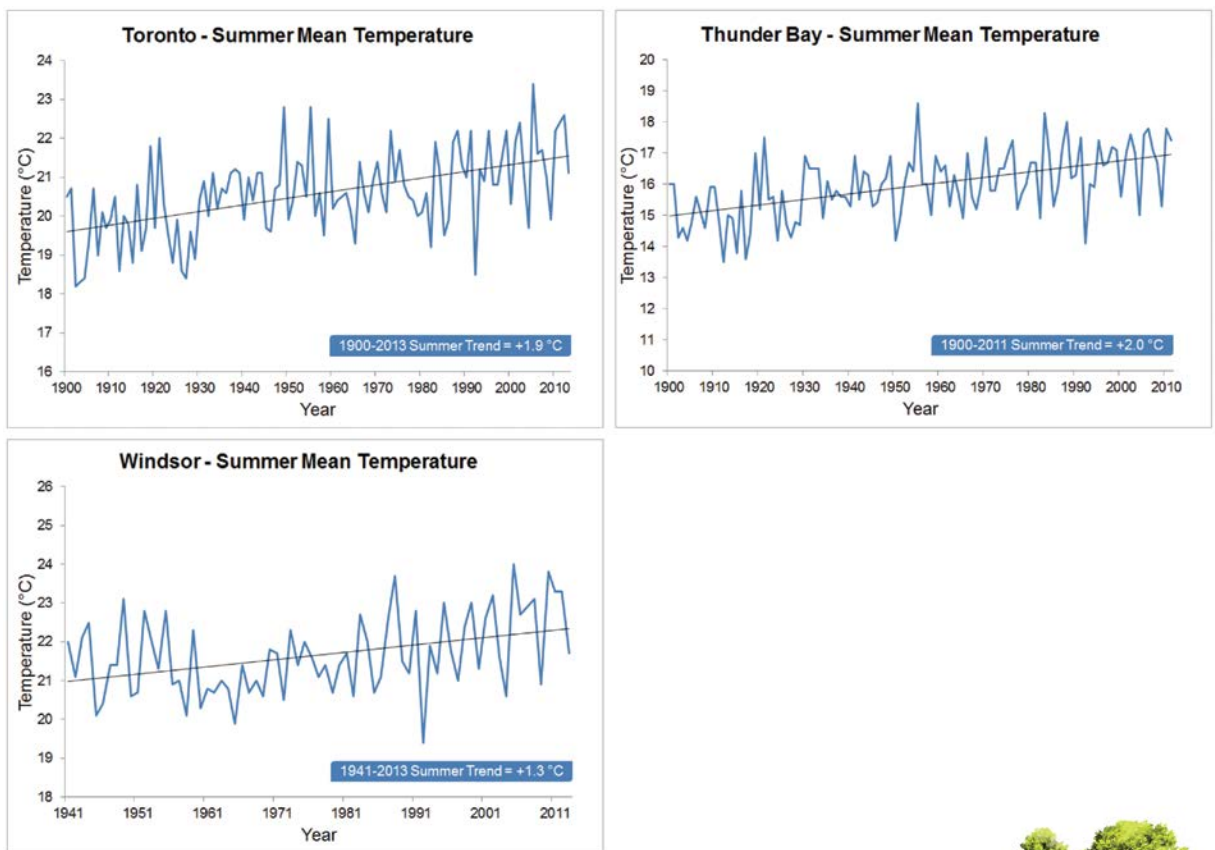 Toronto - Summer Mean Temperature
24
23
22
21
20
19
18
17
16
Temperature (°C)
1900-2013 Summer Trend = +1.9 °C
1900 1910 1920 1930 1940 1950 1960 1970 1980 1990 2000 2010
Year
Thunder Bay - Summer Mean Temperature
20
19
18
17
16
15
14
13
12
11
10
Temperature (°C)
1900-2011 Summer Trend = +2.0 °C
1900 1910 1920 1930 1940 1950 1960 1970 1980 1990 2000 2010
Year
Windsor - Summer Mean Temperature
26
25
24
23
22
21
20
19
18
Temperature (°C)
1941-2013 Summer Trend = +1.3 °C
1941 1951 1961 1971 1981 1991 2001 2011
Year